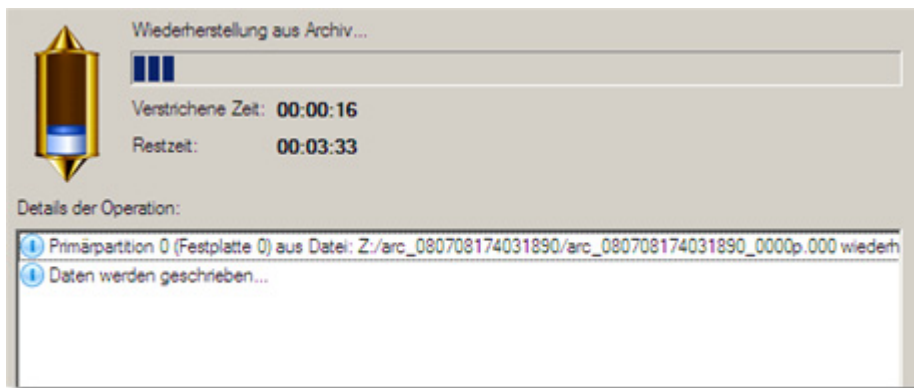 Wiederherstellung aus Archiv...
Verstrichene Zeit: 00:00:16
Restzeit: 00:03:33
Details der Operation:
Primärpartition 0 (Festplatte 0) aus Datei: Z:/arc_080708174031890/arc_080708174031890_0000p.000 wiederh
Daten werden geschrieben...